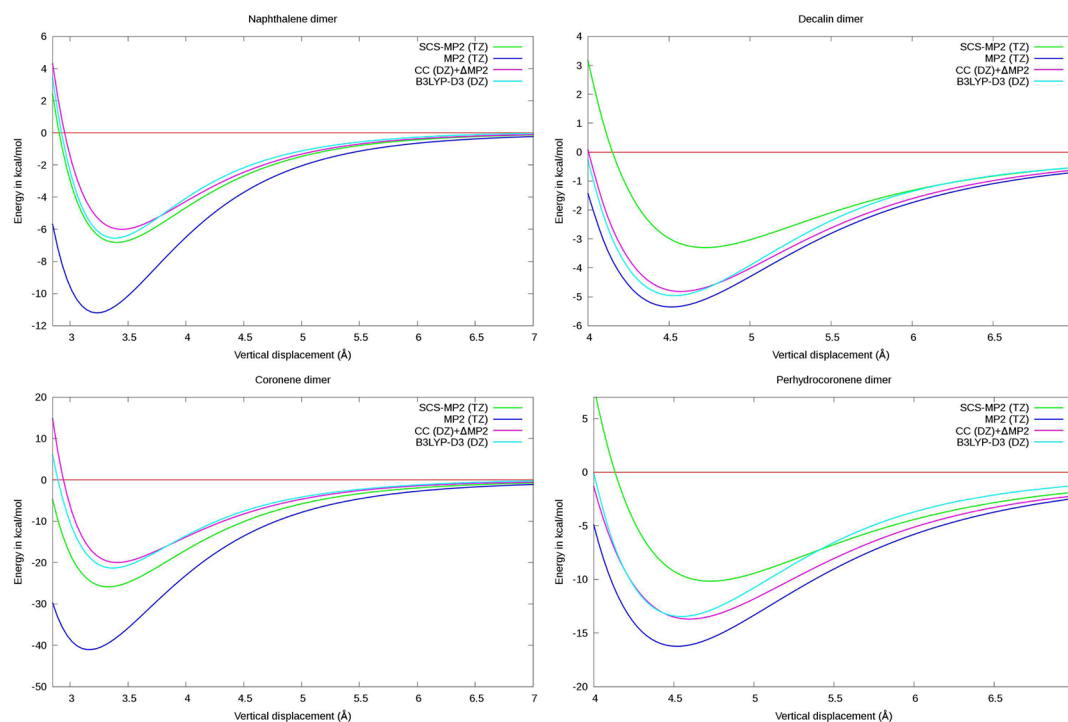 Naphthalene dimer
6
4
2
0
-2
-4
-6
-8
-10
-12
Energy in kcal/mol
SCS-MP2 (TZ)
MP2 (TZ)
CC (DZ)+ΔMP2
B3LYP-D3 (DZ)
3 3.5 4 4.5 5 5.5 6 6.5 7
Vertical displacement (Å)
Decalin dimer
4
3
2
1
0
-1
-2
-3
-4
-5
-6
Energy in kcal/mol
SCS-MP2 (TZ)
MP2 (TZ)
CC (DZ)+ΔMP2
B3LYP-D3 (DZ)
4 4.5 5 5.5 6 6.5
Vertical displacement (Å)
Coronene dimer
20
10
0
-10
-20
-30
-40
-50
Energy in kcal/mol
SCS-MP2 (TZ)
MP2 (TZ)
CC (DZ)+ΔMP2
B3LYP-D3 (DZ)
3 3.5 4 4.5 5 5.5 6 6.5 7
Vertical displacement (Å)
Perhydrocoronene dimer
5
0
-5
-10
-15
-20
Energy in kcal/mol
SCS-MP2 (TZ)
MP2 (TZ)
CC (DZ)+ΔMP2
B3LYP-D3 (DZ)
4 4.5 5 5.5 6 6.5
Vertical displacement (Å)